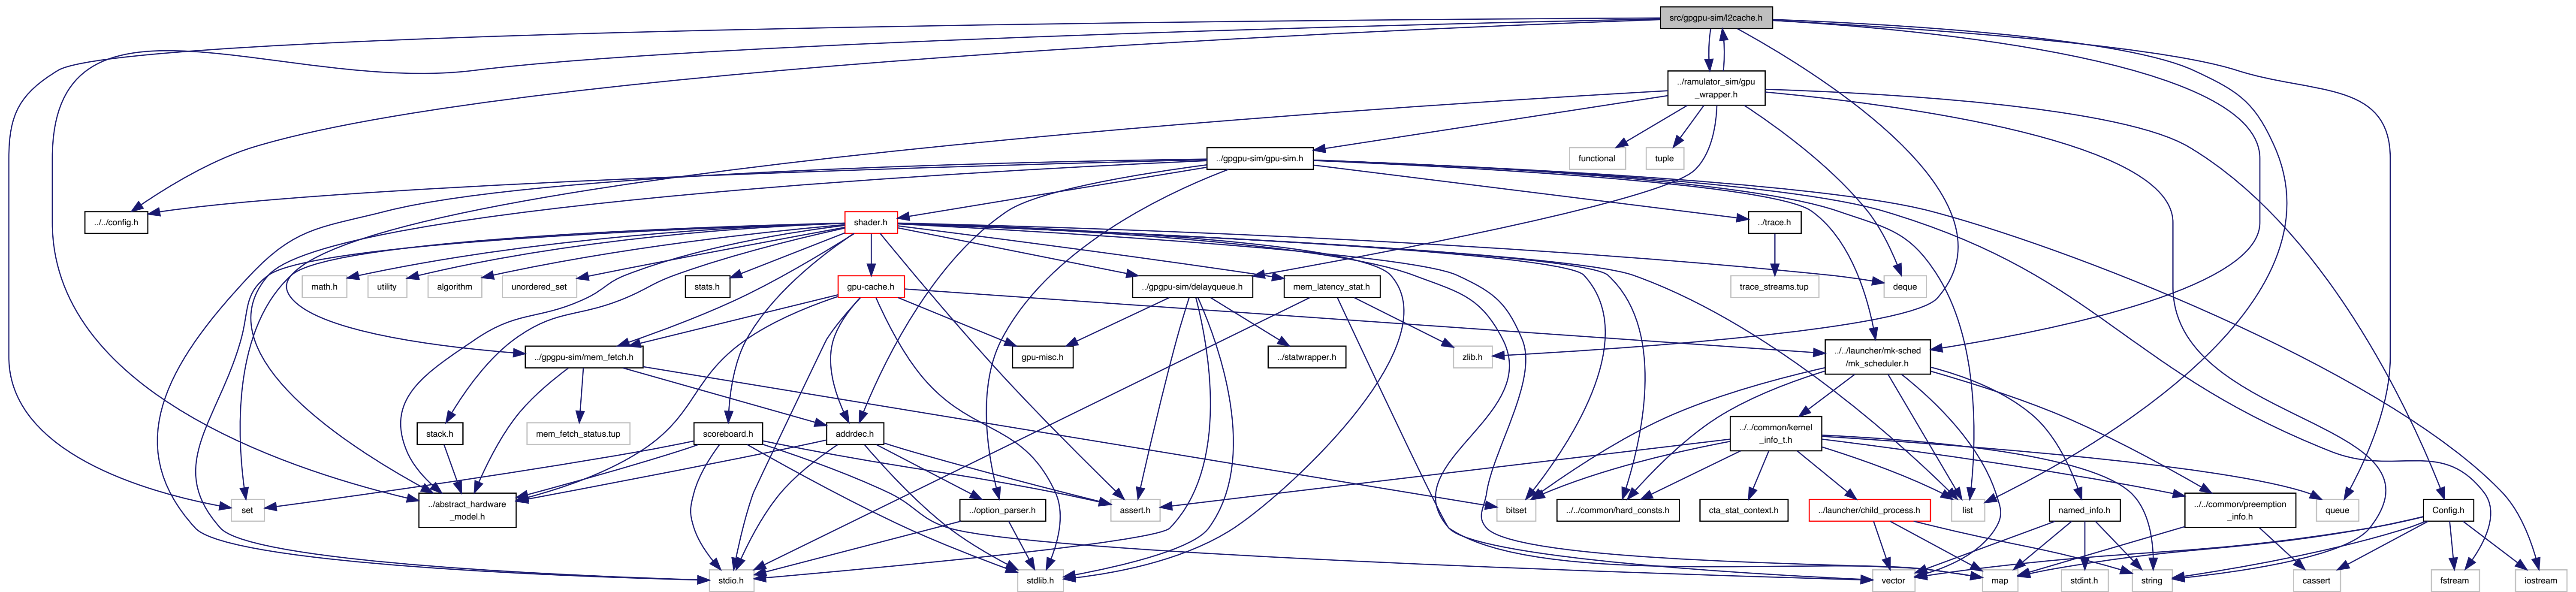 src/gpgpu-sim/l2cache.h
../ramulator_sim/gpu
_wrapper.h
../gpgpu-sim/gpu-sim.h
functional
tuple
../../config.h
shader.h
../trace.h
math.h
utility
algorithm
unordered_set
stats.h
gpu-cache.h
../gpgpu-sim/delayqueue.h
mem_latency_stat.h
trace_streams.tup
deque
../gpgpu-sim/mem_fetch.h
gpu-misc.h
../statwrapper.h
zlib.h
../../launcher/mk-sched
/mk_scheduler.h
stack.h
mem_fetch_status.tup
scoreboard.h
addrdec.h
../../common/kernel
_info_t.h
set
../abstract_hardware
_model.h
../option_parser.h
assert.h
bitset
../../common/hard_consts.h
cta_stat_context.h
../launcher/child_process.h
list
named_info.h
../../common/preemption
_info.h
queue
Config.h
stdio.h
stdlib.h
vector
map
stdint.h
string
cassert
fstream
iostream